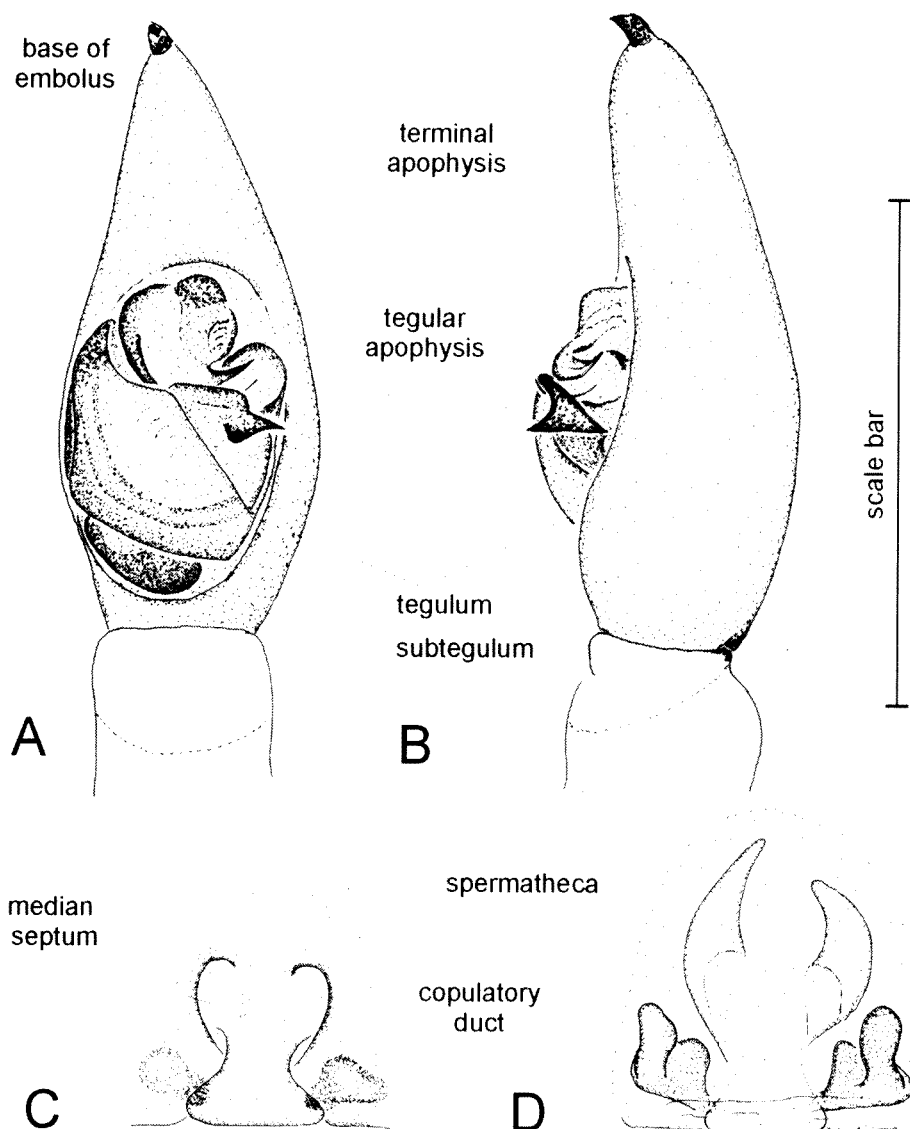 base of
embolus
terminal
apophysis
tegular
apophysis
scale bar
tegulum
subtegulum
A
B
median
septum
spermatheca
copulatory
duct
C
D